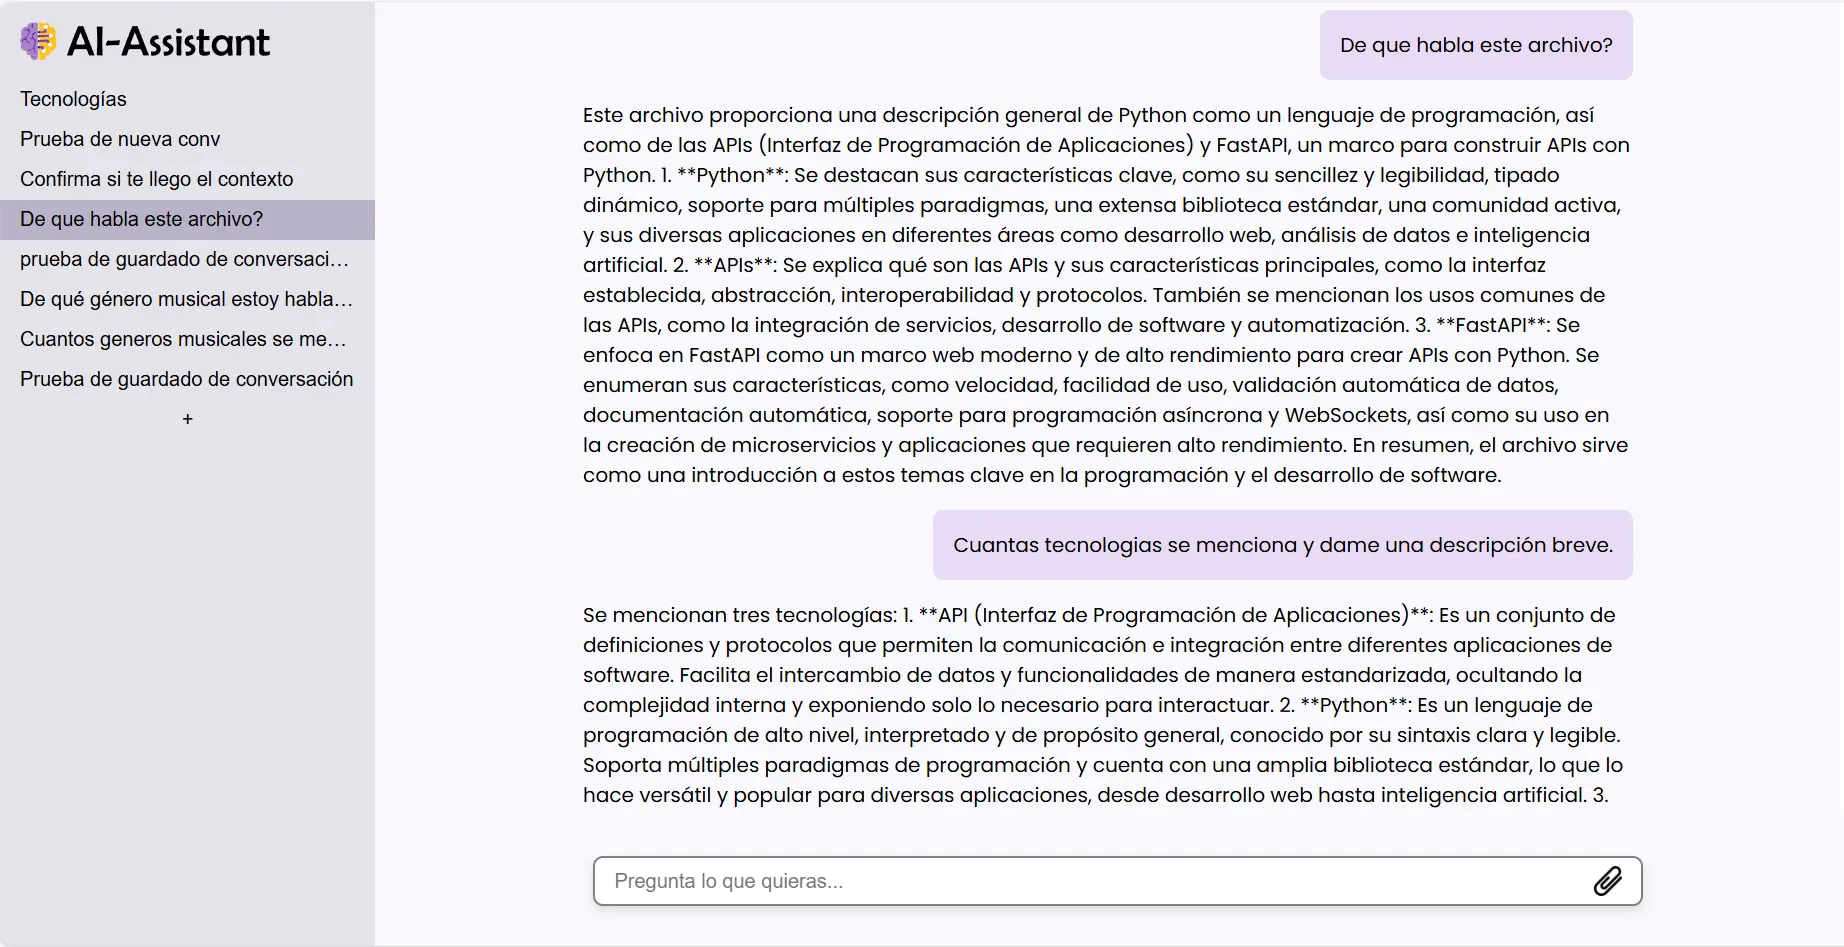 AI-Assistant
Tecnologías
Prueba de nueva conv
Confirma si te llego el contexto
De que habla este archivo?
prueba de guardado de conversaci...
De qué género musical estoy habla...
Cuantos generos musicales se me...
Prueba de guardado de conversación
+
De que habla este archivo?
Este archivo proporciona una descripción general de Python como un lenguaje de programación, así
como de las APIs (Interfaz de Programación de Aplicaciones) y FastAPI, un marco para construir APIs con
Python. 1. **Python**: Se destacan sus características clave, como su sencillez y legibilidad, tipado
dinámico, soporte para múltiples paradigmas, una extensa biblioteca estándar, una comunidad activa,
y sus diversas aplicaciones en diferentes áreas como desarrollo web, análisis de datos e inteligencia
artificial. 2. **APIs**: Se explica qué son las APIs y sus características principales, como la interfaz
establecida, abstracción, interoperabilidad y protocolos. También se mencionan los usos comunes de
las APIs, como la integración de servicios, desarrollo de software y automatización. 3. **FastAPI**: Se
enfoca en FastAPI como un marco web moderno y de alto rendimiento para crear APIs con Python. Se
enumeran sus características, como velocidad, facilidad de uso, validación automática de datos,
documentación automática, soporte para programación asíncrona y WebSockets, así como su uso en
la creación de microservicios y aplicaciones que requieren alto rendimiento. En resumen, el archivo sirve
como una introducción a estos temas clave en la programación y el desarrollo de software.
Cuantas tecnologias se menciona y dame una descripción breve.
Se mencionan tres tecnologías: 1. **API (Interfaz de Programación de Aplicaciones)**: Es un conjunto de
definiciones y protocolos que permiten la comunicación e integración entre diferentes aplicaciones de
software. Facilita el intercambio de datos y funcionalidades de manera estandarizada, ocultando la
complejidad interna y exponiendo solo lo necesario para interactuar. 2. **Python**: Es un lenguaje de
programación de alto nivel, interpretado y de propósito general, conocido por su sintaxis clara y legible.
Soporta múltiples paradigmas de programación y cuenta con una amplia biblioteca estándar, lo que lo
hace versátil y popular para diversas aplicaciones, desde desarrollo web hasta inteligencia artificial. 3.
Pregunta lo que quieras...